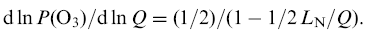 d ln P(O₃)/d ln Q = (1/2)/(1 − 1/2 L_N/Q).